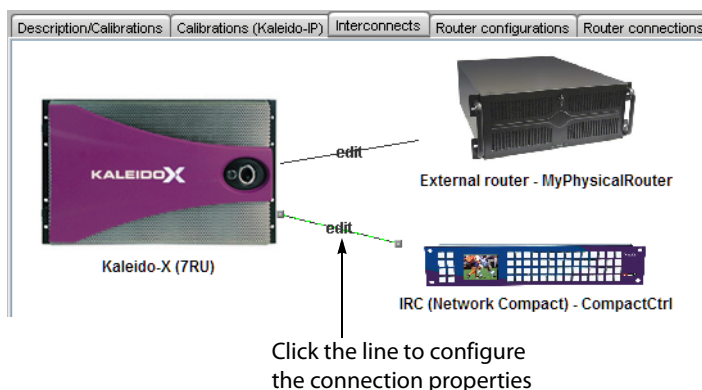 Description/Calibrations Calibrations (Kaleido-IP) Interconnects Router configurations Router connections
edit
KALEIDOX
External router - MyPhysicalRouter
edit
Kaleido-X (7RU)
IRC (Network Compact) - CompactCtrl
Click the line to configure
the connection properties